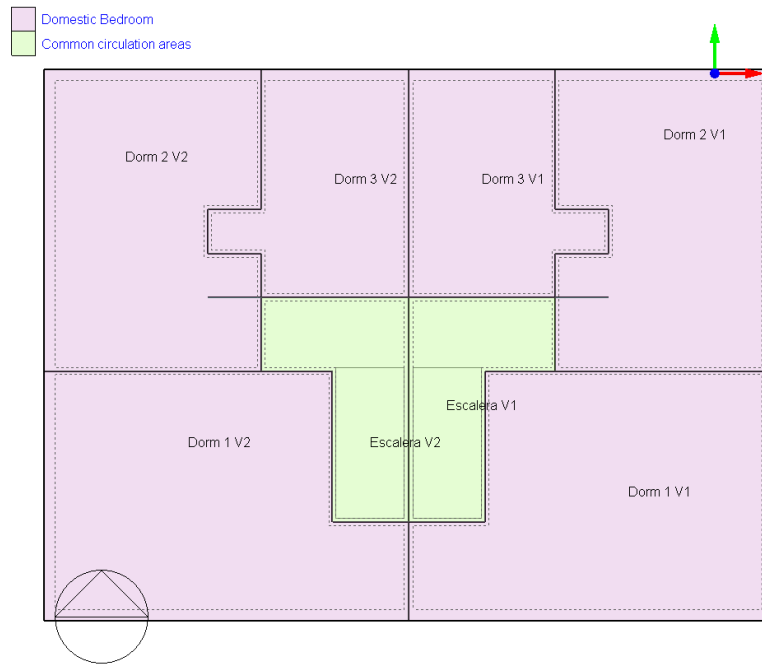 Domestic Bedroom
Common circulation areas
Dorm 2 V1
Dorm 2 V2
Dorm 3 V2
Dorm 3 V1
Escalera V1
Dorm 1 V2
Escalera V2
Dorm 1 V1